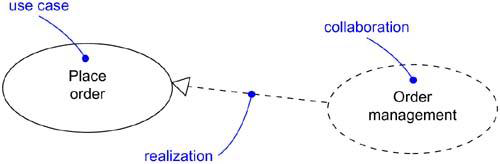 use case
collaboration
Place
order
Order
management
realization